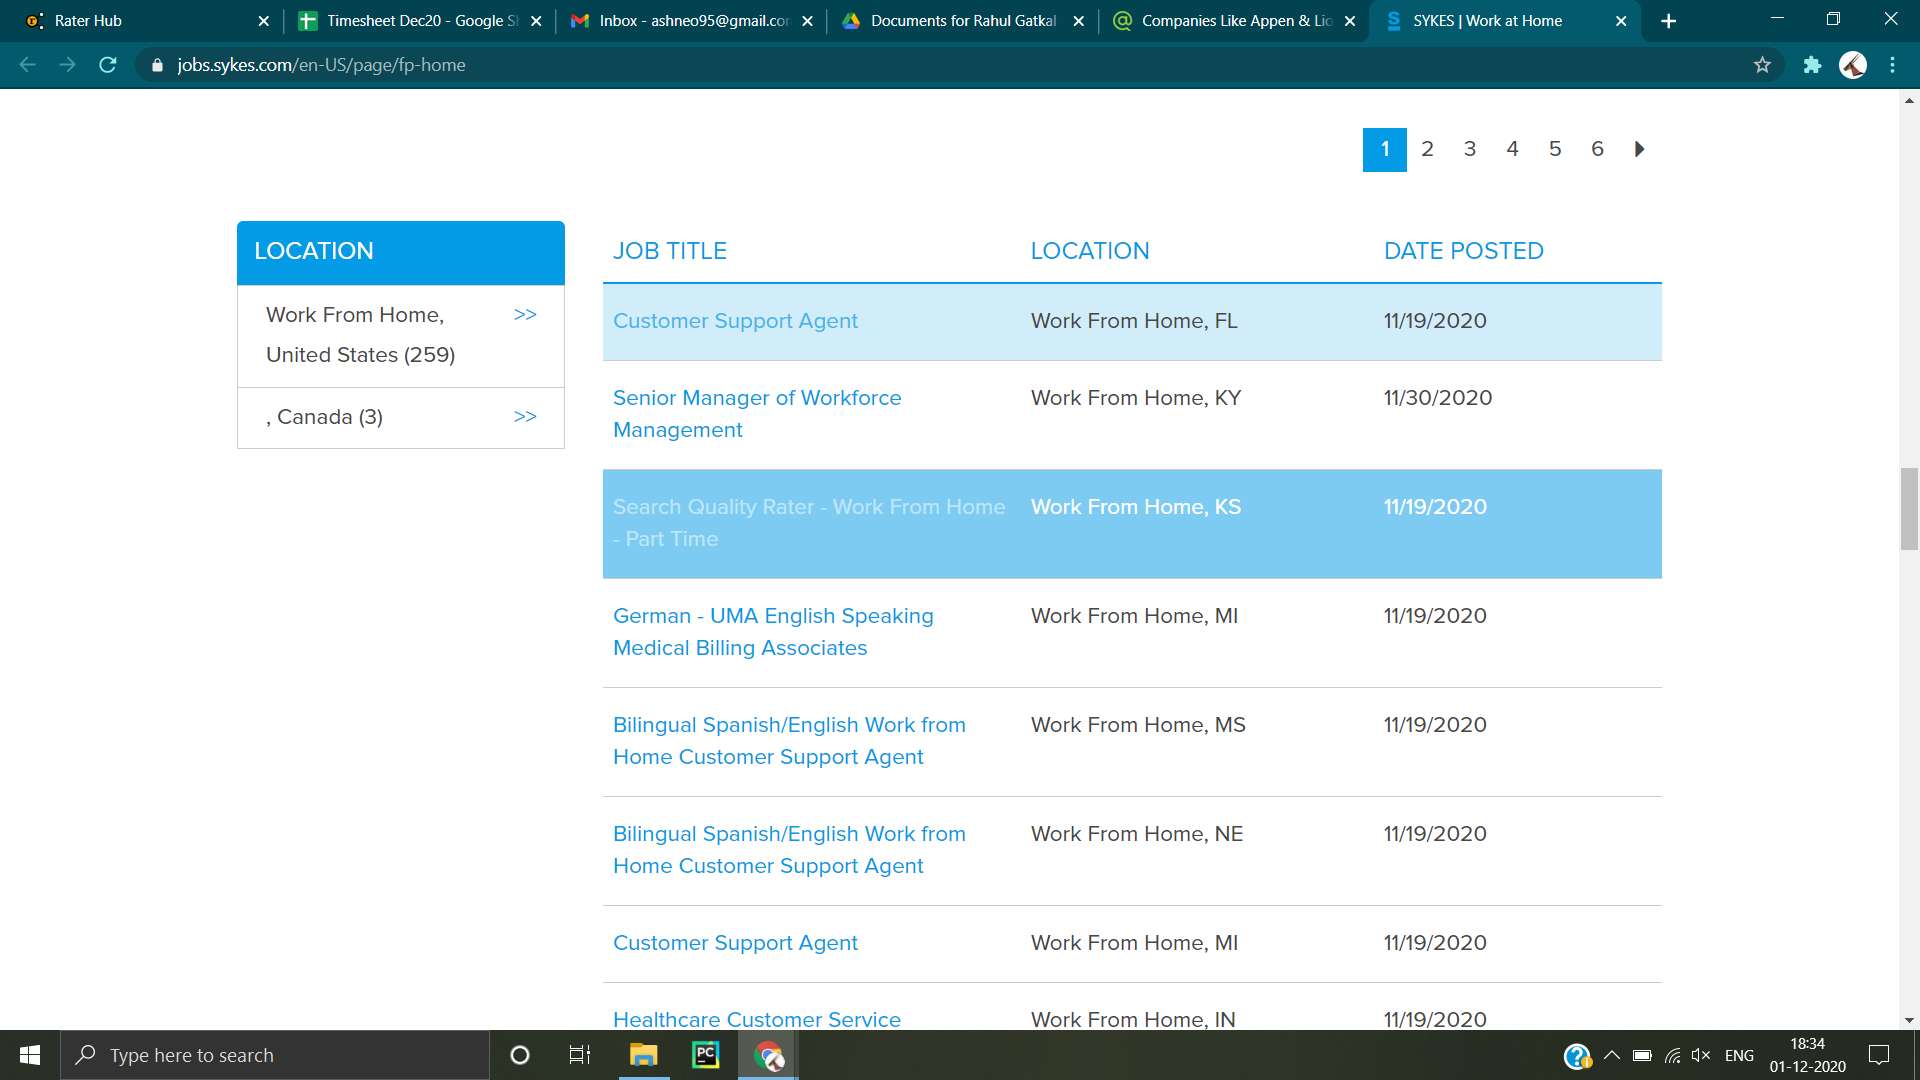 Rater Hub
Timesheet Dec20 - Google S
Inbox - ashneo95@gmail.co
Documents for Rahul Gatkal
Companies Like Appen & Lio
SYKES | Work at Home
jobs.sykes.com/en-US/page/fp-home
1 2 3 4 5 6
LOCATION
Work From Home, >>
United States (259)
, Canada (3) >>
JOB TITLE LOCATION DATE POSTED
Customer Support Agent Work From Home, FL 11/19/2020
Senior Manager of Workforce Work From Home, KY 11/30/2020
Management
Search Quality Rater - Work From Home Work From Home, KS 11/19/2020
- Part Time
German - UMA English Speaking Work From Home, MI 11/19/2020
Medical Billing Associates
Bilingual Spanish/English Work from Work From Home, MS 11/19/2020
Home Customer Support Agent
Bilingual Spanish/English Work from Work From Home, NE 11/19/2020
Home Customer Support Agent
Customer Support Agent Work From Home, MI 11/19/2020
Healthcare Customer Service Work From Home, IN 11/19/2020
Type here to search
PC
ENG
18:34
01-12-2020